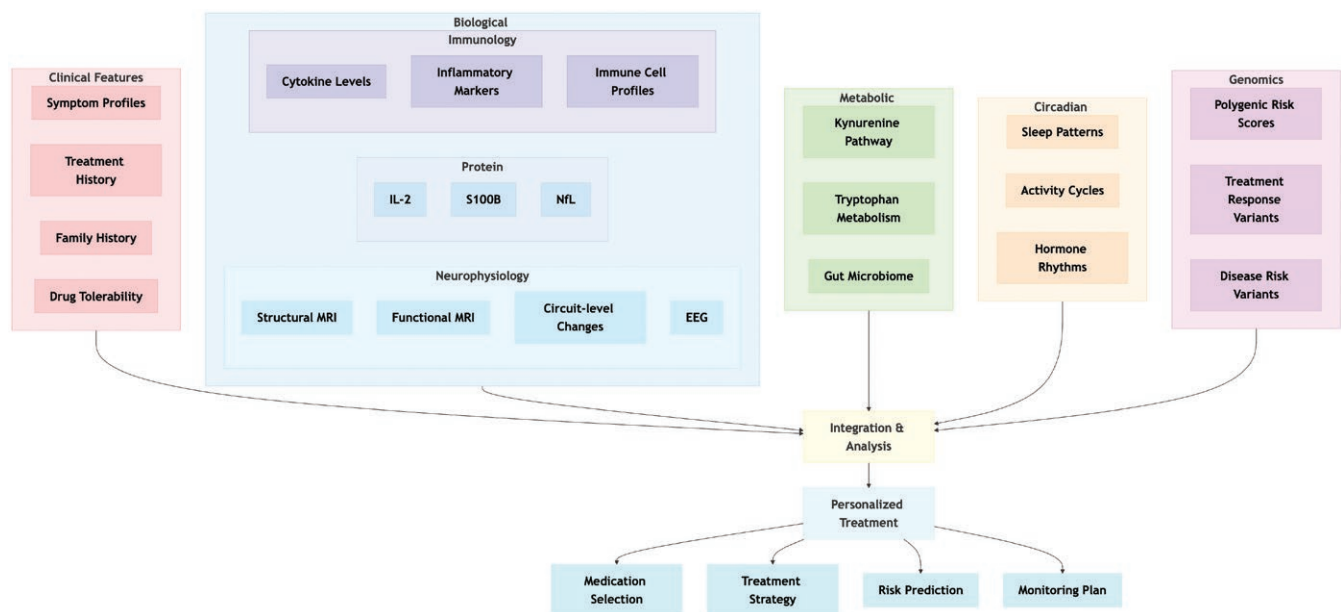 Clinical Features
Symptom Profiles
Treatment
History
Family History
Drug Tolerability
Biological
Immunology
Cytokine Levels
Inflammatory
Markers
Immune Cell
Profiles
Protein
IL-2
S100B
NfL
Neurophysiology
Structural MRI
Functional MRI
Circuit-level
Changes
EEG
Metabolic
Kynurenine
Pathway
Tryptophan
Metabolism
Gut Microbiome
Circadian
Sleep Patterns
Activity Cycles
Hormone
Rhythms
Genomics
Polygenic Risk
Scores
Treatment
Response
Variants
Disease Risk
Variants
Integration &
Analysis
Personalized
Treatment
Medication
Selection
Treatment
Strategy
Risk Prediction
Monitoring Plan